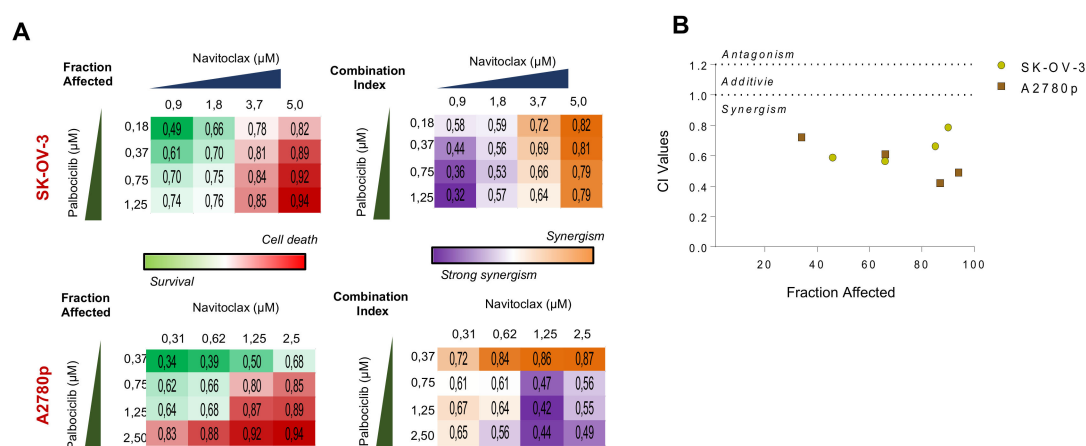 A
Fraction
Affected
Navitoclax (µM)
0,9 1,8 3,7 5,0
SK-OV-3
Palbociclib (µM)
0,18 0,49 0,66 0,78 0,82
0,37 0,61 0,70 0,81 0,89
0,75 0,70 0,75 0,84 0,92
1,25 0,74 0,76 0,85 0,94
Combination
Index
Navitoclax (µM)
0,9 1,8 3,7 5,0
Palbociclib (µM)
0,18 0,58 0,59 0,72 0,82
0,37 0,44 0,56 0,69 0,81
0,75 0,36 0,53 0,66 0,79
1,25 0,32 0,57 0,64 0,79
Cell death
Survival
Synergism
Strong synergism
Fraction
Affected
Navitoclax (µM)
0,31 0,62 1,25 2,5
A2780p
Palbociclib (µM)
0,37 0,34 0,39 0,50 0,68
0,75 0,62 0,66 0,80 0,85
1,25 0,64 0,68 0,87 0,89
2,50 0,83 0,88 0,92 0,94
Combination
Index
Navitoclax (µM)
0,31 0,62 1,25 2,5
Palbociclib (µM)
0,37 0,72 0,84 0,86 0,87
0,75 0,61 0,61 0,47 0,56
1,25 0,67 0,64 0,42 0,55
2,50 0,65 0,56 0,44 0,49
B
Antagonism
Additivie
Synergism
SK-OV-3
A2780p
CI Values
1.2
1.0
0.8
0.6
0.4
0.2
0.0
20 40 60 80 100
Fraction Affected